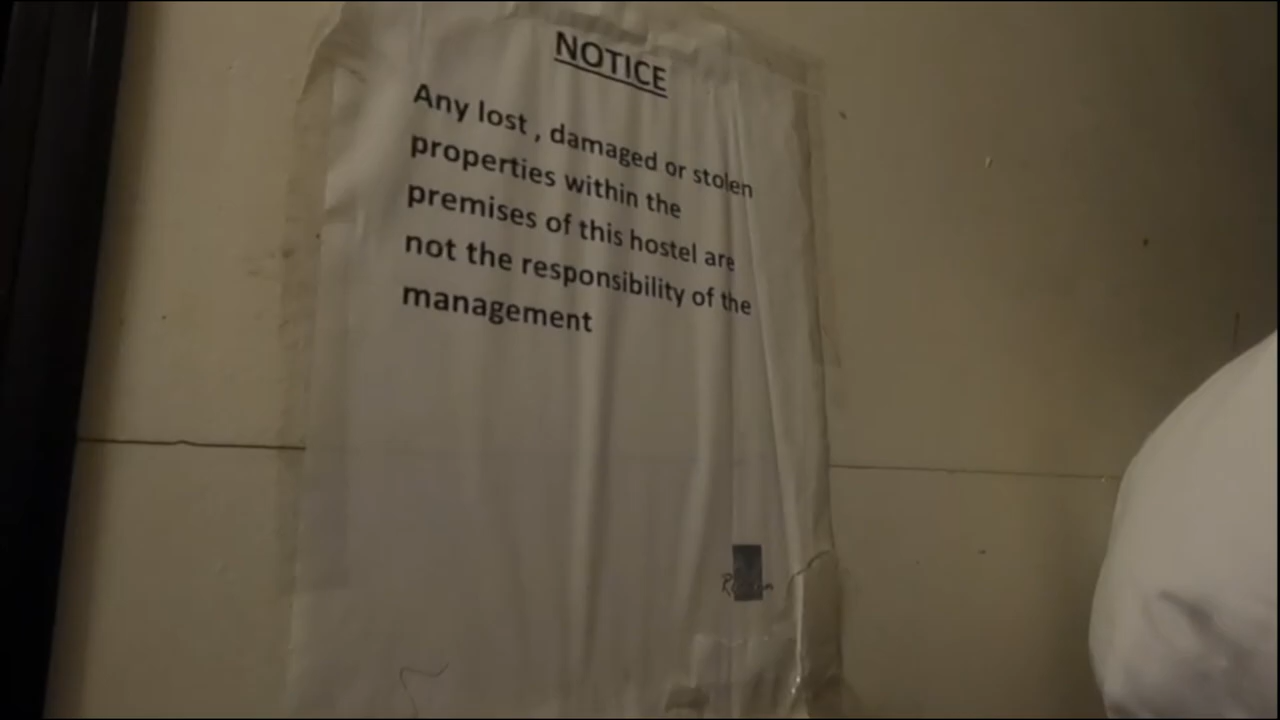 NOTICE
Any lost , damaged or stolen
properties within the
premises of this hostel are
not the responsibility of the
management